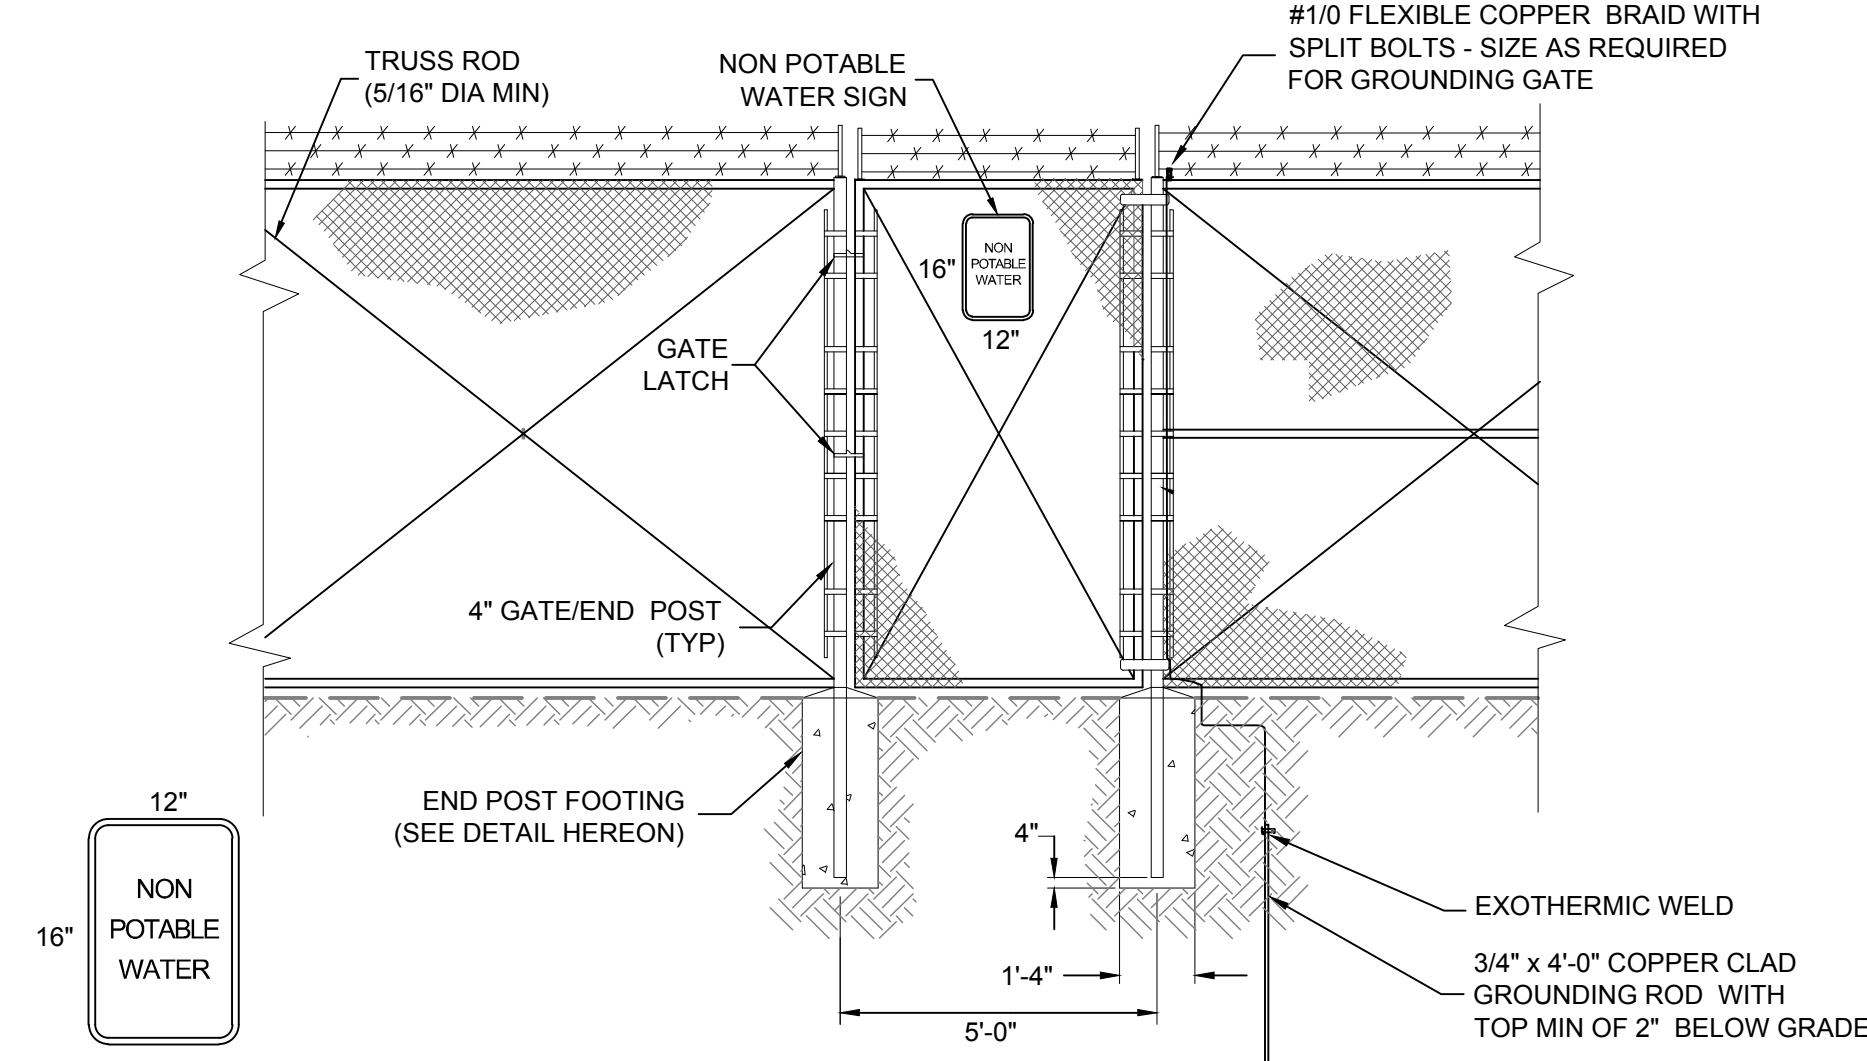 #1/0 FLEXIBLE COPPER BRAID WITH
SPLIT BOLTS - SIZE AS REQUIRED
FOR GROUNDING GATE
TRUSS ROD
(5/16" DIA MIN)
NON POTABLE
WATER SIGN
NON
POTABLE
WATER
16"
12"
GATE
LATCH
4" GATE/END POST
(TYP)
END POST FOOTING
(SEE DETAIL HEREON)
12"
16"
NON
POTABLE
WATER
4"
1'-4"
5'-0"
EXOTHERMIC WELD
3/4" x 4'-0" COPPER CLAD
GROUNDING ROD WITH
TOP MIN OF 2" BELOW GRADE